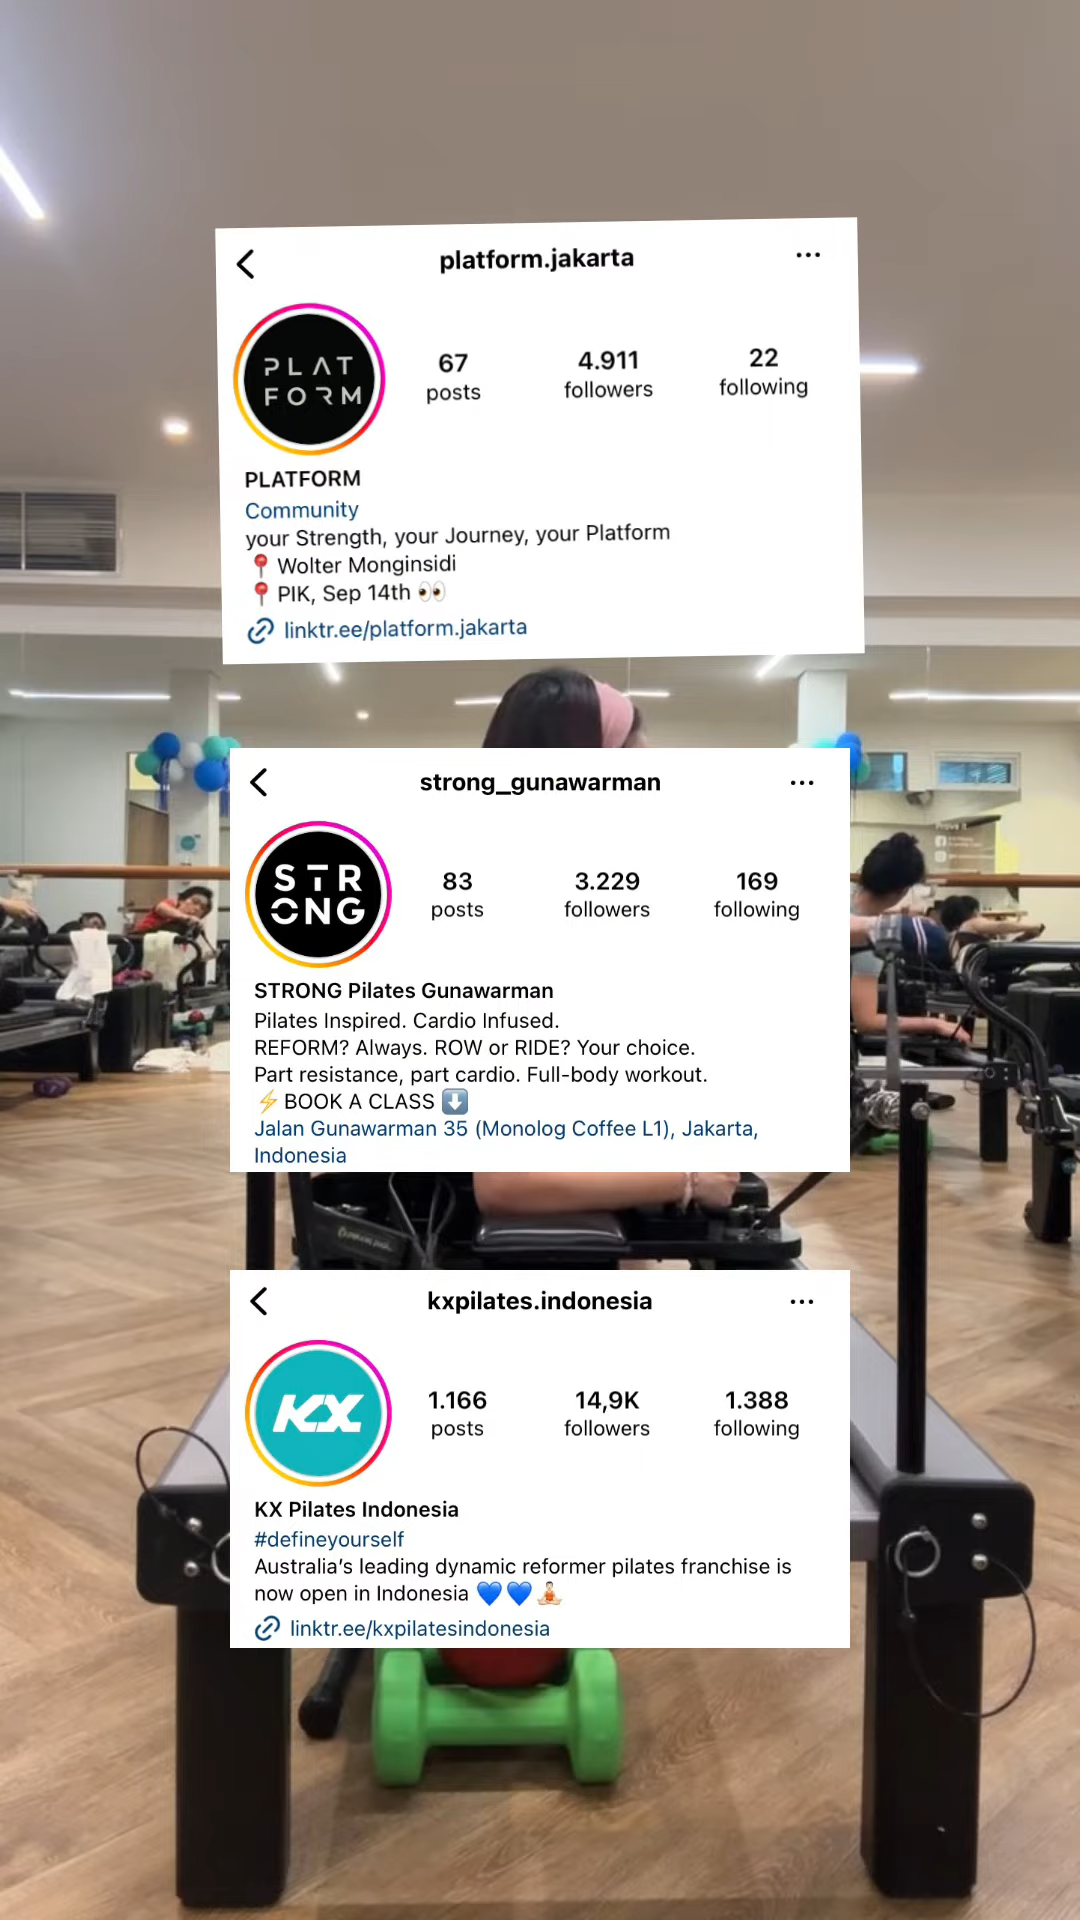 platform.jakarta
PLAT
FORM
67
posts
4.911
followers
22
following
PLATFORM
Community
your Strength, your Journey, your Platform
📍 Wolter Monginsidi
📍 PIK, Sep 14th 👀
linktr.ee/platform.jakarta
strong_gunawarman
STR
ONG
83
posts
3.229
followers
169
following
STRONG Pilates Gunawarman
Pilates Inspired. Cardio Infused.
REFORM? Always. ROW or RIDE? Your choice.
Part resistance, part cardio. Full-body workout.
⚡ BOOK A CLASS ⬇️
Jalan Gunawarman 35 (Monolog Coffee L1), Jakarta,
Indonesia
kxpilates.indonesia
KX
1.166
posts
14,9K
followers
1.388
following
KX Pilates Indonesia
#defineyourself
Australia's leading dynamic reformer pilates franchise is
now open in Indonesia 💙💙🧘🏻
linktr.ee/kxpilatesindonesia